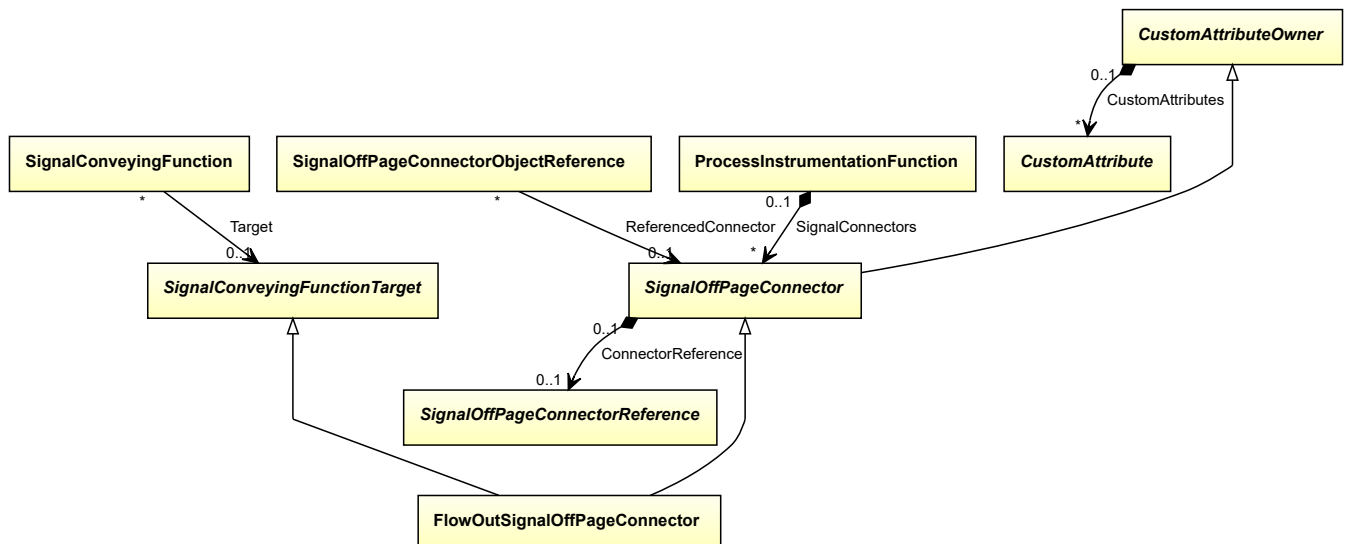 CustomAttributeOwner
0..1
CustomAttributes
*
SignalConveyingFunction
SignalOffPageConnectorObjectReference
ProcessInstrumentationFunction
CustomAttribute
*
*
0..1
Target
ReferencedConnector
SignalConnectors
0..1
0..1
*
SignalConveyingFunctionTarget
SignalOffPageConnector
0..1
ConnectorReference
0..1
SignalOffPageConnectorReference
FlowOutSignalOffPageConnector